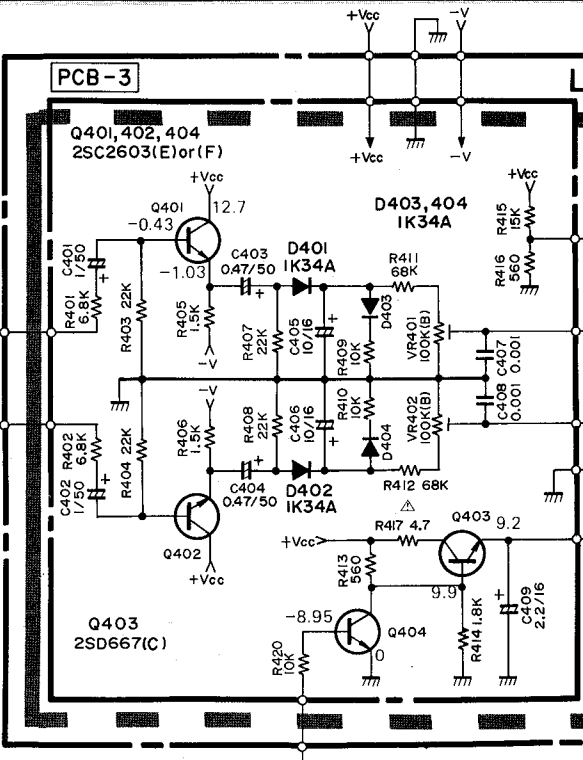 +Vcc
-V
PCB-3
L
Q401,402,404
2SC2603(E)or(F)
+Vcc
-V
+Vcc
Q401
12.7
-0.43
-1.03
C401
1/50
+
R401
6.8K
R403 22K
R405
1.5K
-V
C403
0.47/50
+
D401
1K34A
D403,404
1K34A
R411
68K
+Vcc
R415
15K
R416
560
R407
22K
C405
10/16
+
D403
R409
10K
VR401
100K(B)
C407
0.001
C408
0.001
-V
R402
6.8K
C402
1/50
+
R404 22K
R406
1.5K
R408
22K
C406
10/16
+
R410
10K
D404
VR402
100K(B)
C404
0.47/50
+
D402
1K34A
R412 68K
Q402
+Vcc
⚠
R417 4.7
Q403
9.2
+Vcc
R413
560
9.9
R414 1.8K
C409
2.2/16
+
Q403
2SD667(C)
-8.95
Q404
0
R420
10K